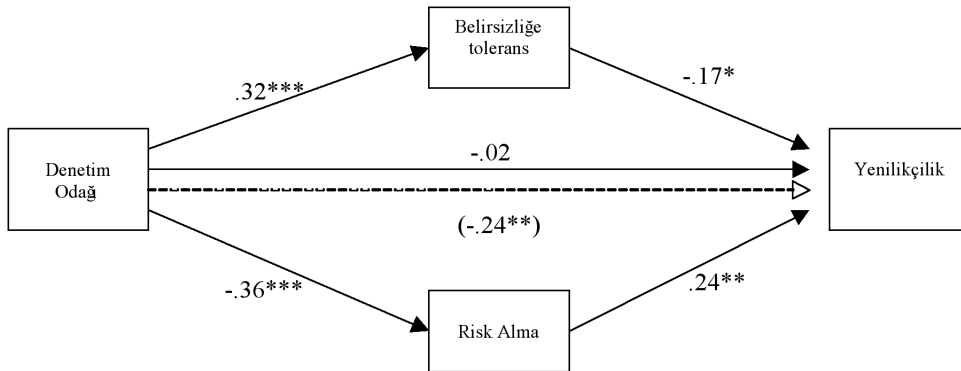 Belirsizliğe
tolerans
.32***
-.17*
Denetim
Odağı
-.02
Yenilikçilik
(-.24**)
-.36***
.24**
Risk Alma